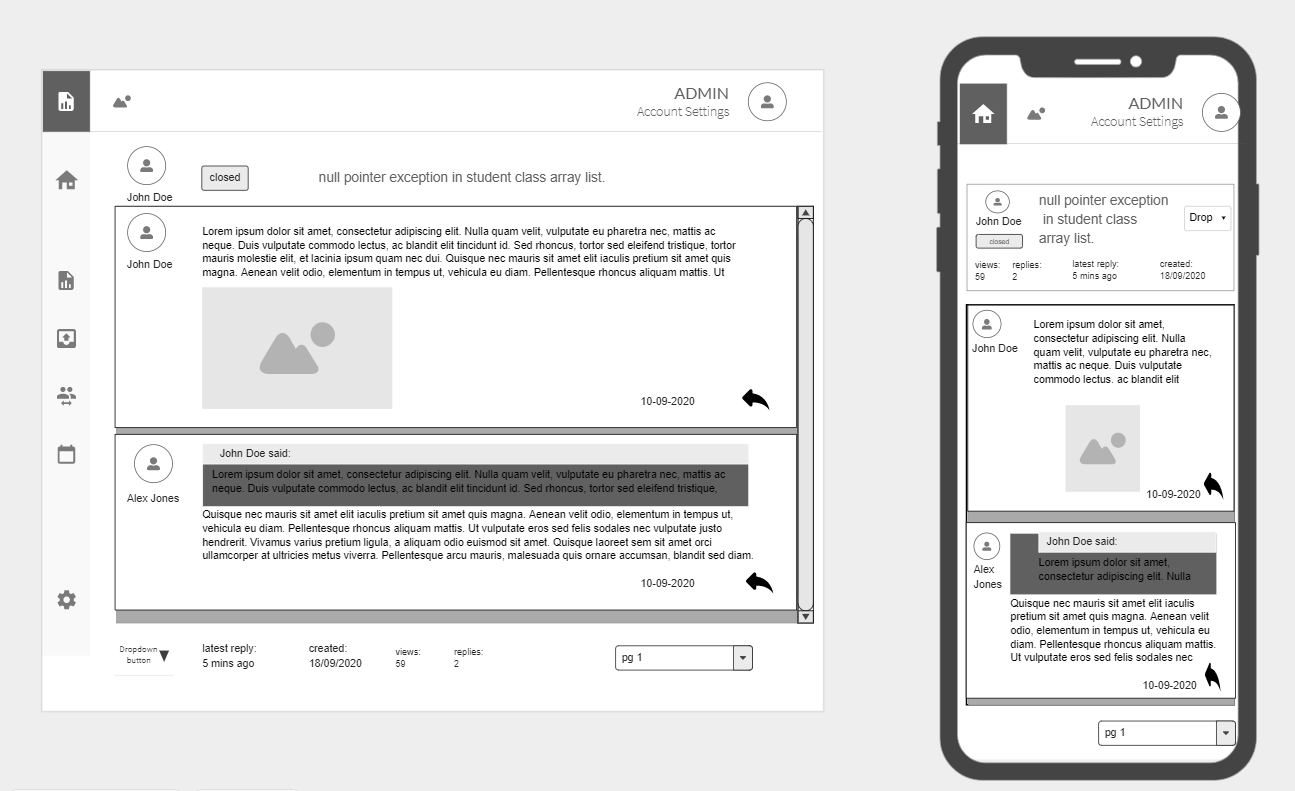 ADMIN
Account Settings
John Doe
closed
null pointer exception in student class array list.
John Doe
Lorem ipsum dolor sit amet, consectetur adipiscing elit. Nulla quam velit, vulputate eu pharetra nec, mattis ac
neque. Duis vulputate commodo lectus, ac blandit elit tincidunt id. Sed rhoncus, tortor sed eleifend tristique, tortor
mauris molestie elit, et lacinia ipsum quam nec dui. Quisque nec mauris sit amet elit iaculis pretium sit amet quis
magna. Aenean velit odio, elementum in tempus ut, vehicula eu diam. Pellentesque rhoncus aliquam mattis. Ut
10-09-2020
Alex Jones
John Doe said:
Lorem ipsum dolor sit amet, consectetur adipiscing elit. Nulla quam velit, vulputate eu pharetra nec, mattis ac
neque. Duis vulputate commodo lectus, ac blandit elit tincidunt id. Sed rhoncus, tortor sed eleifend tristique,
Quisque nec mauris sit amet elit iaculis pretium sit amet quis magna. Aenean velit odio, elementum in tempus ut,
vehicula eu diam. Pellentesque rhoncus aliquam mattis. Ut vulputate eros sed felis sodales nec vulputate justo
hendrerit. Vivamus varius pretium ligula, a aliquam odio euismod sit amet. Quisque laoreet sem sit amet orci
ullamcorper at ultricies metus viverra. Pellentesque arcu mauris, malesuada quis ornare accumsan, blandit sed diam.
10-09-2020
Dropdown
button
latest reply:
5 mins ago
created:
18/09/2020
views:
59
replies:
2
pg 1
ADMIN
Account Settings
John Doe
closed
null pointer exception
in student class
array list.
Drop
views:
59
replies:
2
latest reply:
5 mins ago
created:
18/09/2020
John Doe
Lorem ipsum dolor sit amet,
consectetur adipiscing elit. Nulla
quam velit, vulputate eu pharetra nec,
mattis ac neque. Duis vulputate
commodo lectus. ac blandit elit
10-09-2020
Alex
Jones
John Doe said:
Lorem ipsum dolor sit amet,
consectetur adipiscing elit. Nulla
Quisque nec mauris sit amet elit iaculis
pretium sit amet quis magna. Aenean velit
odio, elementum in tempus ut, vehicula eu
diam. Pellentesque rhoncus aliquam mattis.
Ut vulputate eros sed felis sodales nec
10-09-2020
pg 1